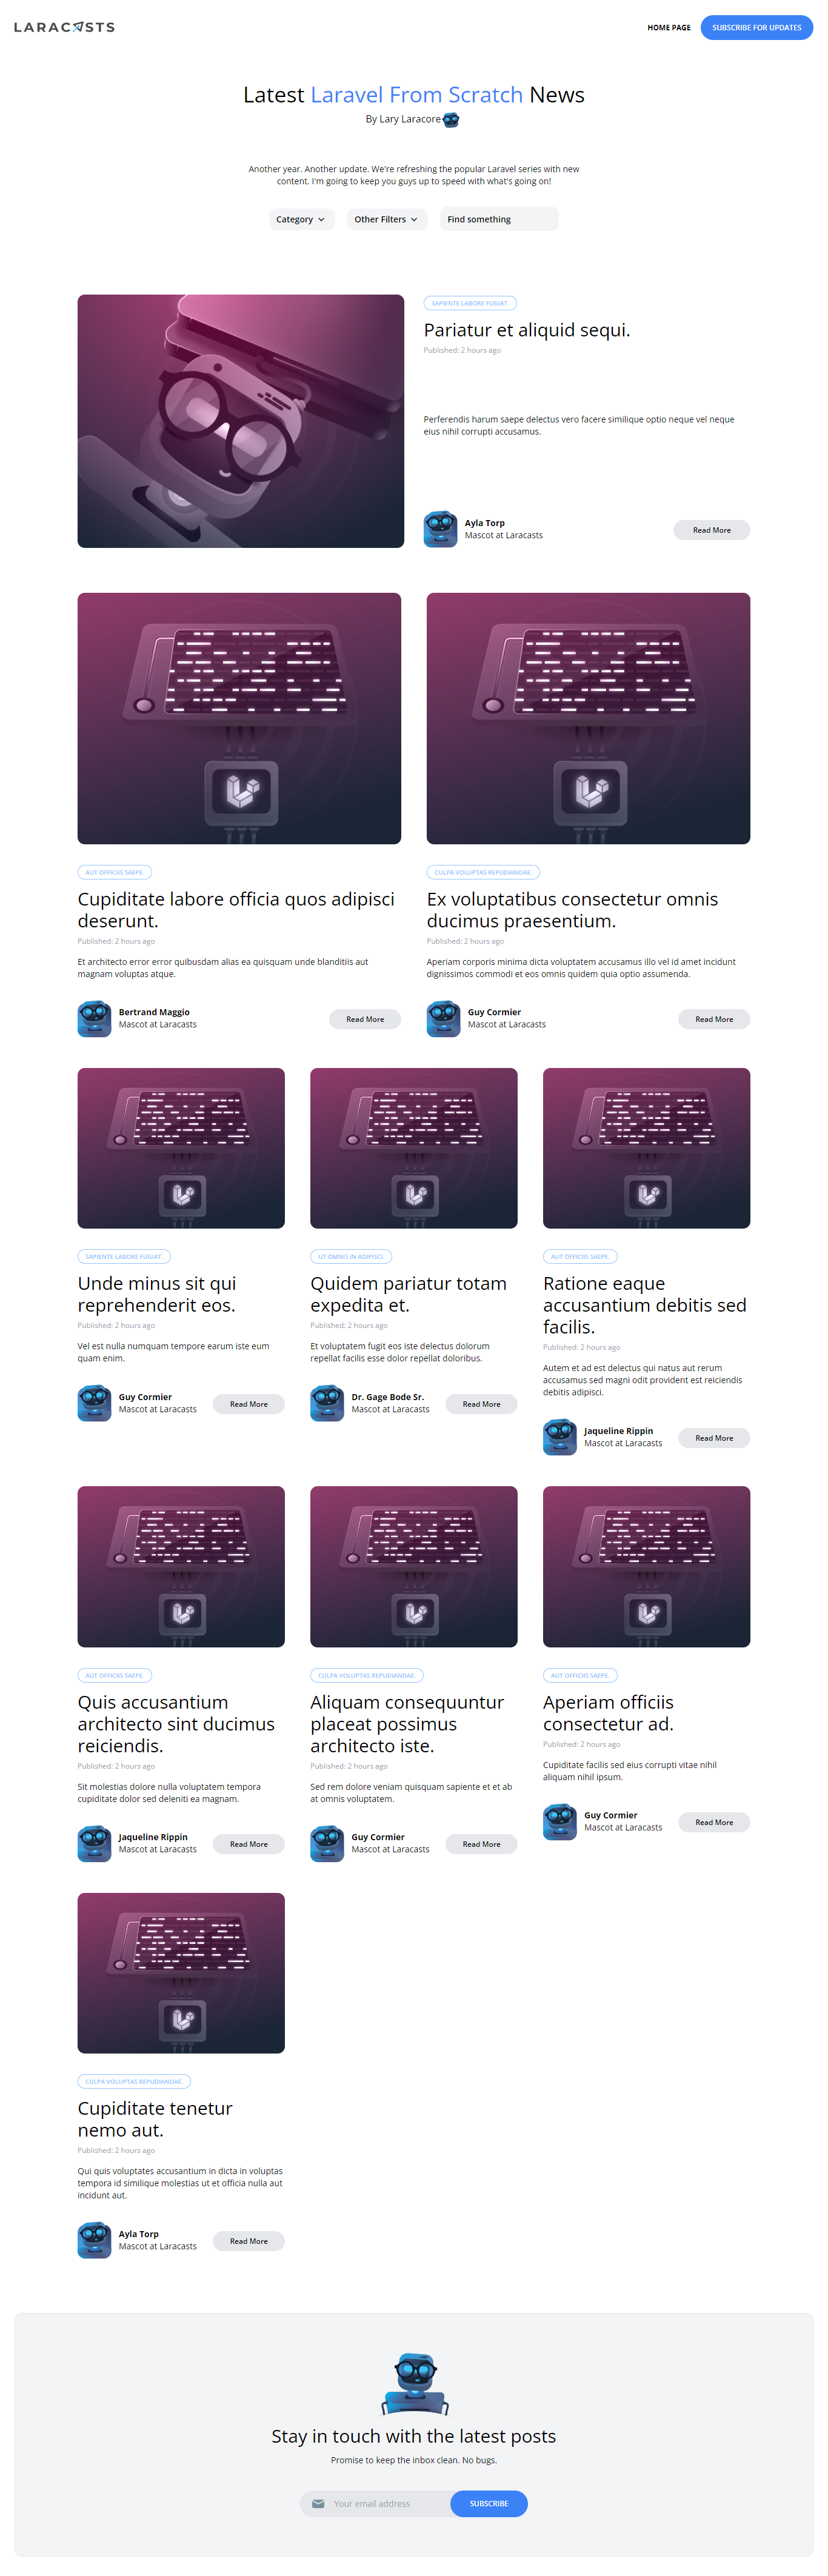 LARACASTS
HOME PAGE
SUBSCRIBE FOR UPDATES
Latest Laravel From Scratch News
By Lary Laracore
Another year. Another update. We're refreshing the popular Laravel series with new
content. I'm going to keep you guys up to speed with what's going on!
Category
Other Filters
Find something
SAPIENTE LABORE FUGIAT.
Pariatur et aliquid sequi.
Published: 2 hours ago
Perferendis harum saepe delectus vero facere similique optio neque vel neque
eius nihil corrupti accusamus.
Ayla Torp
Mascot at Laracasts
Read More
AUT OFFICIIS SAEPE.
Cupiditate labore officia quos adipisci
deserunt.
Published: 2 hours ago
Et architecto error error quibusdam alias ea quisquam unde blanditiis aut
magnam voluptas atque.
Bertrand Maggio
Mascot at Laracasts
Read More
CULPA VOLUPTAS REPUDIANDAE.
Ex voluptatibus consectetur omnis
ducimus praesentium.
Published: 2 hours ago
Aperiam corporis minima dicta voluptatem accusamus illo vel id amet incidunt
dignissimos commodi et eos omnis quidem quia optio assumenda.
Guy Cormier
Mascot at Laracasts
Read More
SAPIENTE LABORE FUGIAT.
Unde minus sit qui
reprehenderit eos.
Published: 2 hours ago
Vel est nulla numquam tempore earum iste eum
quam enim.
Guy Cormier
Mascot at Laracasts
Read More
UT OMNIS IN ADIPISCI.
Quidem pariatur totam
expedita et.
Published: 2 hours ago
Et voluptatem fugit eos iste delectus dolorum
repellat facilis esse dolor repellat doloribus.
Dr. Gage Bode Sr.
Mascot at Laracasts
Read More
AUT OFFICIIS SAEPE.
Ratione eaque
accusantium debitis sed
facilis.
Published: 2 hours ago
Autem et ad est delectus qui natus aut rerum
accusamus sed magni odit provident est reiciendis
debitis adipisci.
Jaqueline Rippin
Mascot at Laracasts
Read More
AUT OFFICIIS SAEPE.
Quis accusantium
architecto sint ducimus
reiciendis.
Published: 2 hours ago
Sit molestias dolore nulla voluptatem tempora
cupiditate dolor sed deleniti ea magnam.
Jaqueline Rippin
Mascot at Laracasts
Read More
CULPA VOLUPTAS REPUDIANDAE.
Aliquam consequuntur
placeat possimus
architecto iste.
Published: 2 hours ago
Sed rem dolore veniam quisquam sapiente et et ab
at omnis voluptatem.
Guy Cormier
Mascot at Laracasts
Read More
AUT OFFICIIS SAEPE.
Aperiam officiis
consectetur ad.
Published: 2 hours ago
Cupiditate facilis sed eius corrupti vitae nihil
aliquam nihil ipsum.
Guy Cormier
Mascot at Laracasts
Read More
CULPA VOLUPTAS REPUDIANDAE.
Cupiditate tenetur
nemo aut.
Published: 2 hours ago
Qui quis voluptates accusantium in dicta in voluptas
tempora id similique molestias ut et officia nulla aut
incidunt aut.
Ayla Torp
Mascot at Laracasts
Read More
Stay in touch with the latest posts
Promise to keep the inbox clean. No bugs.
Your email address
SUBSCRIBE